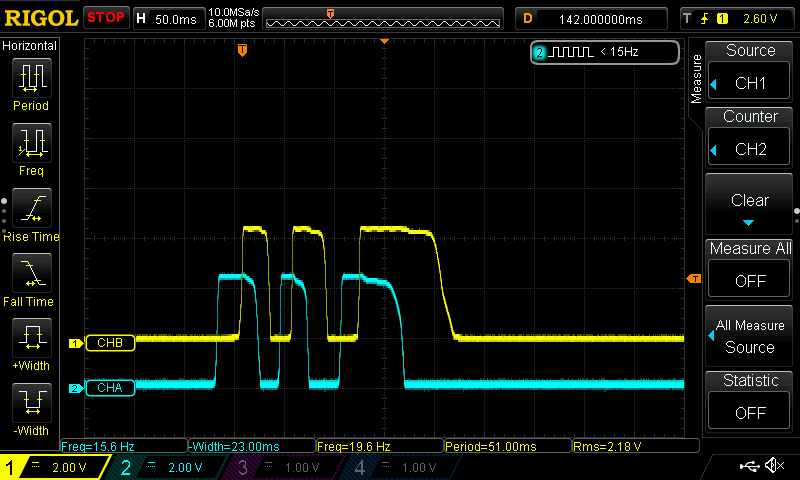 RIGOL STOP H 50.0ms 10.0MSa/s 6.00M pts T D 142.000000ms T 1 2.60 V
Horizontal
Period
Freq
Rise Time
Fall Time
+Width
-Width
T
2 < 15Hz
1 CHB
2 CHA
T
Measure
Source
CH1
Counter
CH2
Clear
Measure All
OFF
All Measure
Source
Statistic
OFF
Freq=15.6 Hz -Width=23.00ms Freq=19.6 Hz Period=51.00ms Rms=2.18 V
1 2.00 V 2 2.00 V 3 1.00 V 4 1.00 V